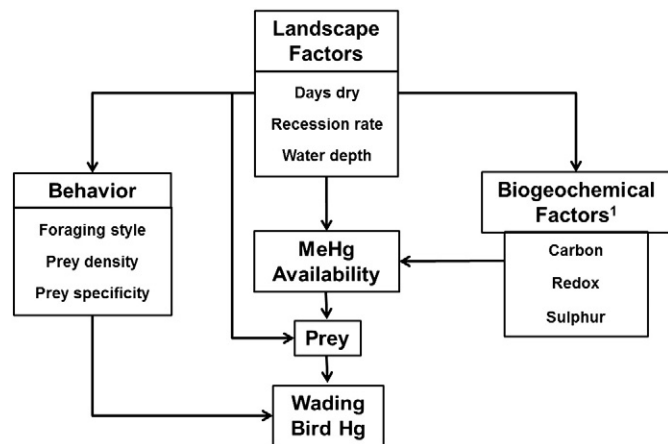 Landscape
Factors
Days dry
Recession rate
Water depth
Behavior
Foraging style
Prey density
Prey specificity
Biogeochemical
Factors¹
Carbon
Redox
Sulphur
MeHg
Availability
Prey
Wading
Bird Hg